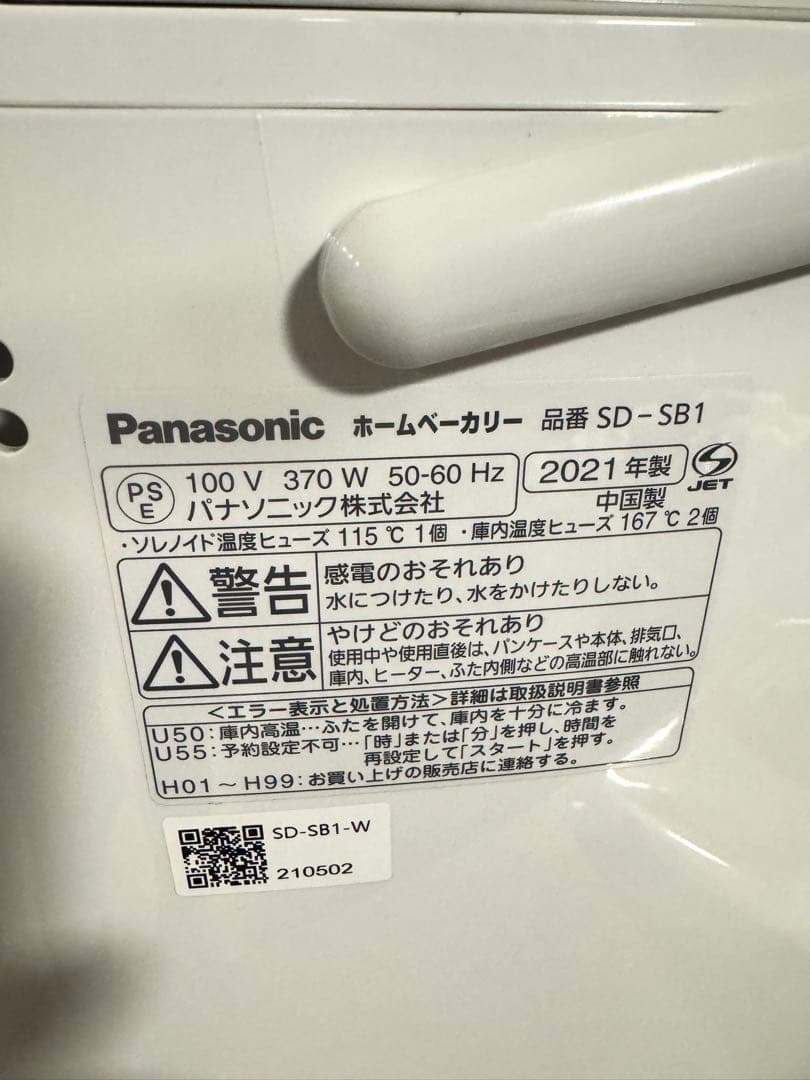 Panasonic ホームベーカリー 品番 SD-SB1
PS
E
100 V 370 W 50-60 Hz
パナソニック株式会社
2021 年製
JET
中国製
・ソレノイド温度ヒューズ 115 ℃ 1個 ・庫内温度ヒューズ 167 ℃ 2個
警告
感電のおそれあり
水につけたり、水をかけたりしない。
注意
やけどのおそれあり
使用中や使用直後は、パンケースや本体、排気口、
庫内、ヒーター、ふた内側などの高温部に触れない。
<エラー表示と処置方法>詳細は取扱説明書参照
U50：庫内高温…ふたを開けて、庫内を十分に冷ます。
U55：予約設定不可…「時」または「分」を押し、時間を
再設定して「スタート」を押す。
H01～H99：お買い上げの販売店に連絡する。
SD-SB1-W
210502